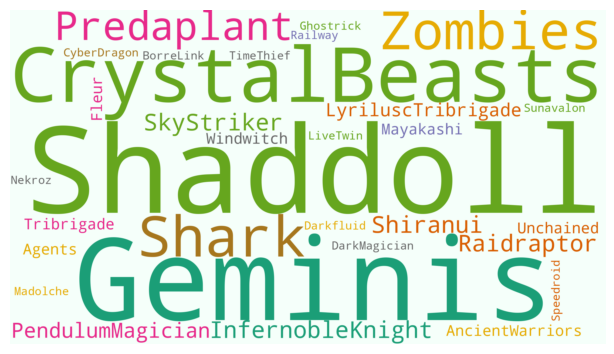 Predaplant
Ghostrick
Railway
Zombies
CyberDragon
BorreLink
TimeThief
CrystalBeasts
Fleur
SkyStriker
LyriluscTribrigade
Sunavalon
Windwitch
LiveTwin
Mayakashi
Shaddoll
Nekroz
Tribrigade
Shark
Darkfluid
Shiranui
Unchained
Agents
DarkMagician
Raidraptor
Geminis
Madolche
Speedroid
PendulumMagician
InfernobleKnight
AncientWarriors